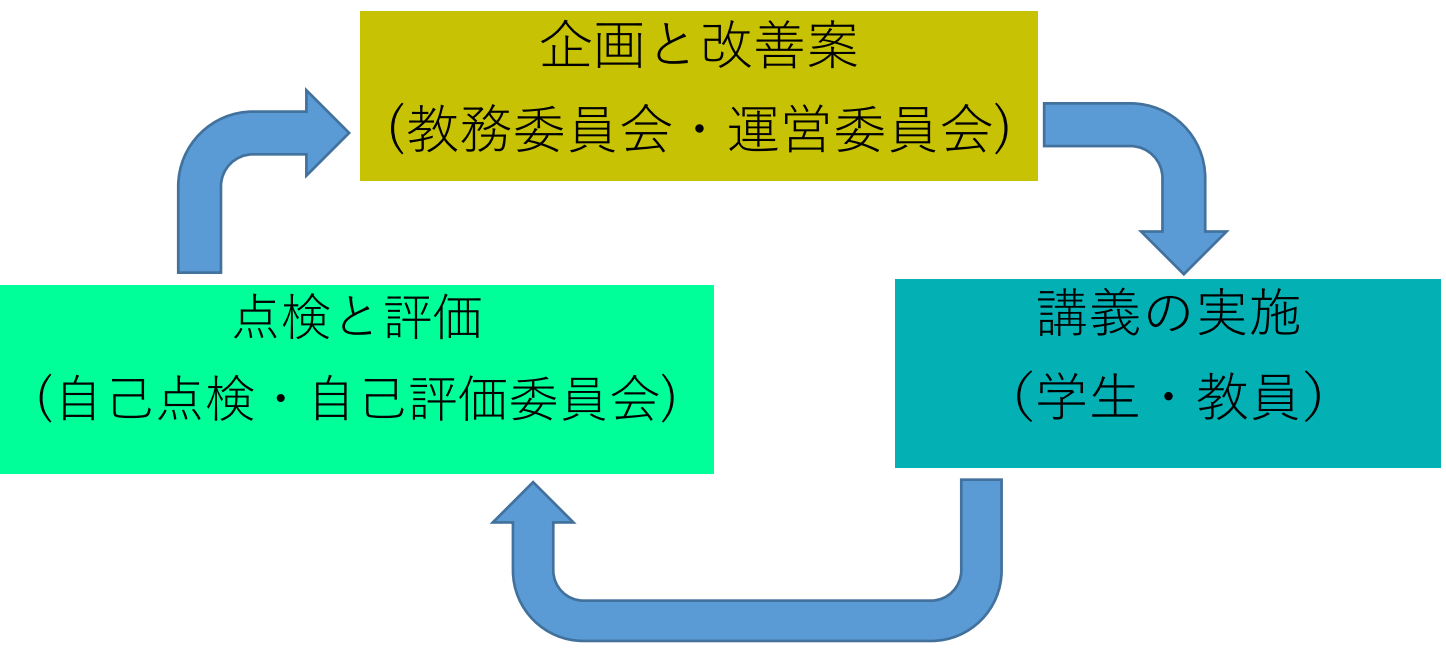 企画と改善案
(教務委員会・運営委員会)
点検と評価
(自己点検・自己評価委員会)
講義の実施
(学生・教員)